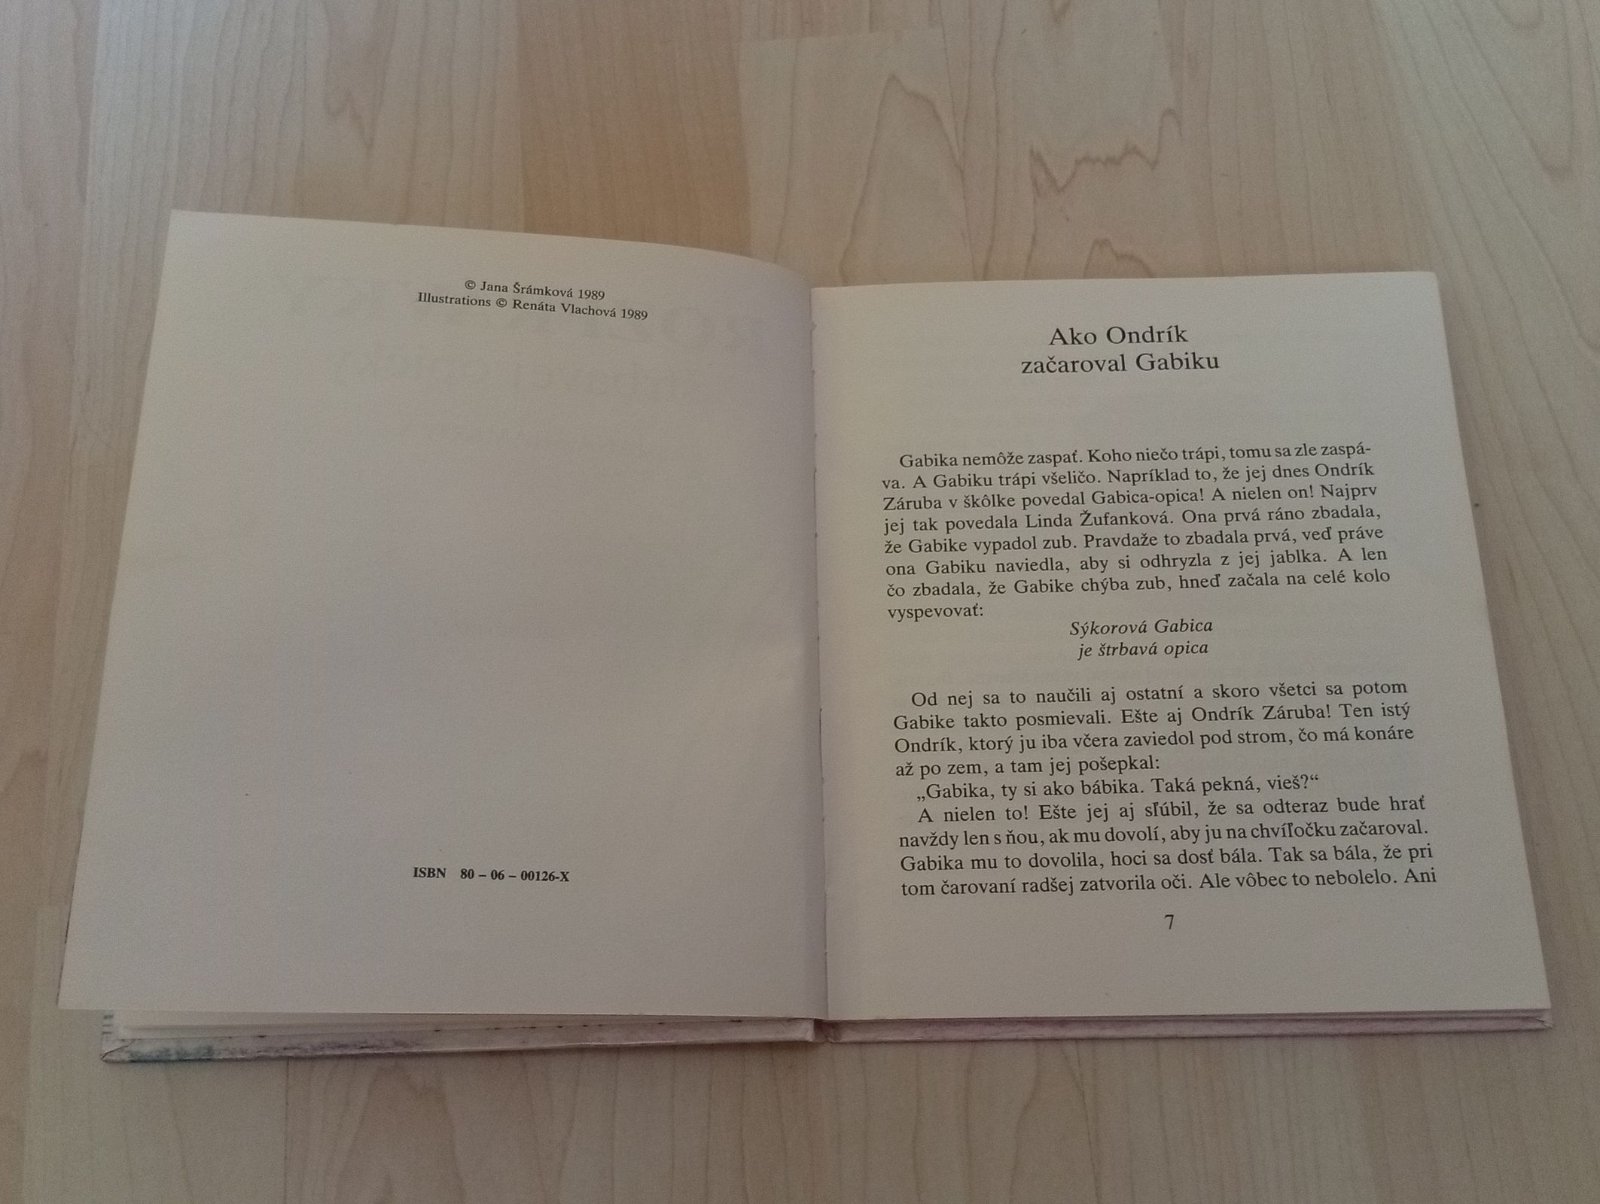 © Jana Šrámková 1989
Illustrations © Renáta Vlachová 1989
ISBN 80 – 06 – 00126-X
Ako Ondrík
začaroval Gabiku
Gabika nemôže zaspať. Koho niečo trápi, tomu sa zle zaspá-
va. A Gabiku trápi všeličo. Napríklad to, že jej dnes Ondrík
Záruba v škôlke povedal Gabica-opica! A nielen on! Najprv
jej tak povedala Linda Žufanková. Ona prvá ráno zbadala,
že Gabike vypadol zub. Pravdaže to zbadala prvá, veď práve
ona Gabiku naviedla, aby si odhryzla z jej jablka. A len
čo zbadala, že Gabike chýba zub, hneď začala na celé kolo
vyspevovať:
Sýkorová Gabica
je štrbavá opica
Od nej sa to naučili aj ostatní a skoro všetci sa potom
Gabike takto posmievali. Ešte aj Ondrík Záruba! Ten istý
Ondrík, ktorý ju iba včera zaviedol pod strom, čo má konáre
až po zem, a tam jej pošepkal:
„Gabika, ty si ako bábika. Taká pekná, vieš?“
A nielen to! Ešte jej aj sľúbil, že sa odteraz bude hrať
navždy len s ňou, ak mu dovolí, aby ju na chvíľočku začaroval.
Gabika mu to dovolila, hoci sa dosť bála. Tak sa bála, že pri
tom čarovaní radšej zatvorila oči. Ale vôbec to nebolelo. Ani
7